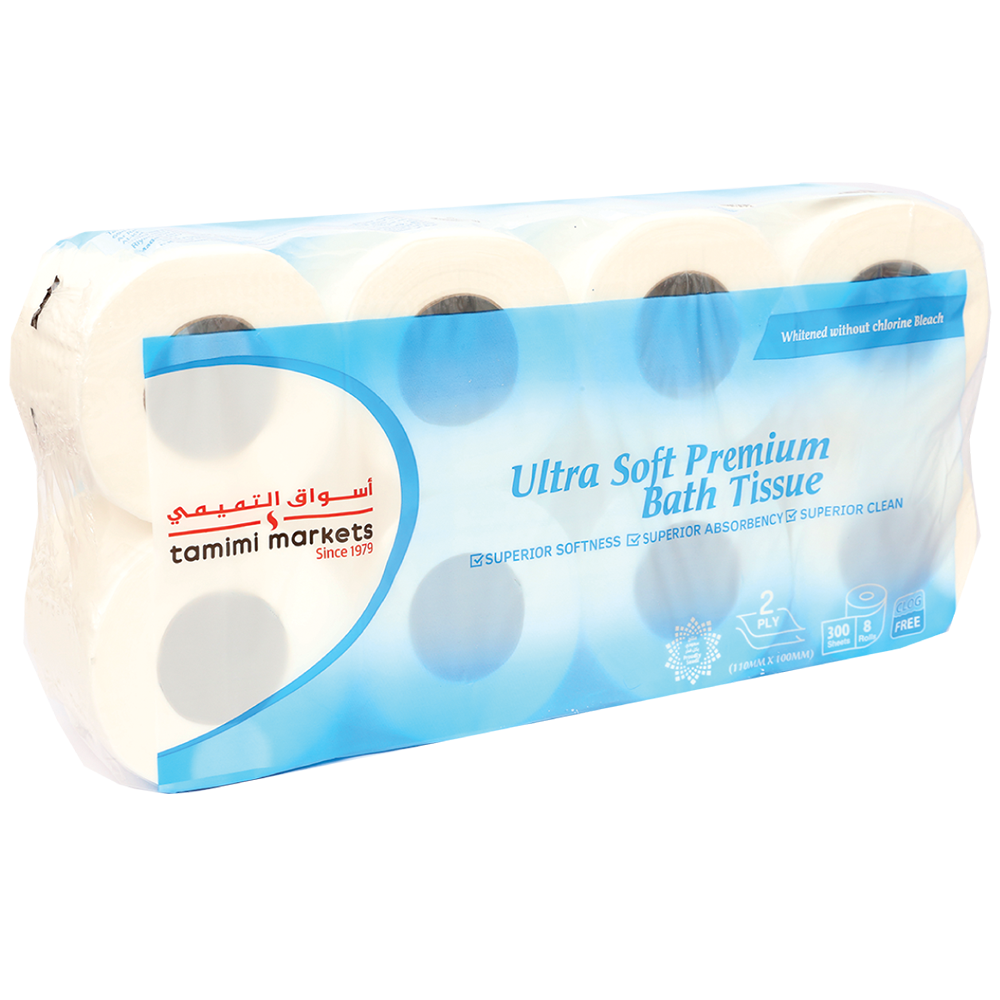 Whitened without chlorine Bleach
Ultra Soft Premium
Bath Tissue
SUPERIOR SOFTNESS SUPERIOR ABSORBENCY SUPERIOR CLEAN
أسواق التميمي
tamimi markets
Since 1979
2
PLY
(110MM X 100MM)
300
Sheets
8
Rolls
CLOG
FREE